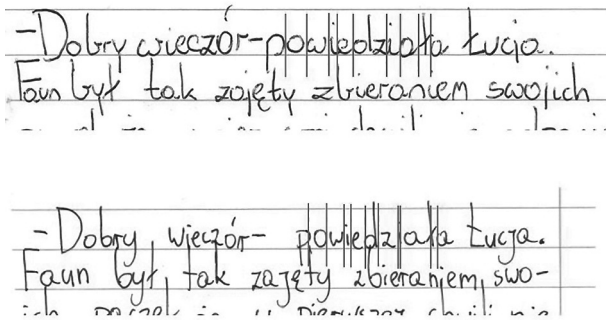 -Dobry wieczór-powiedziała Łucja.
Faun był tak zajęty zbieraniem swoich
-Dobry, wieczór- powiedziała Łucja.
Faun był, tak zajęty zbieraniem, swo-